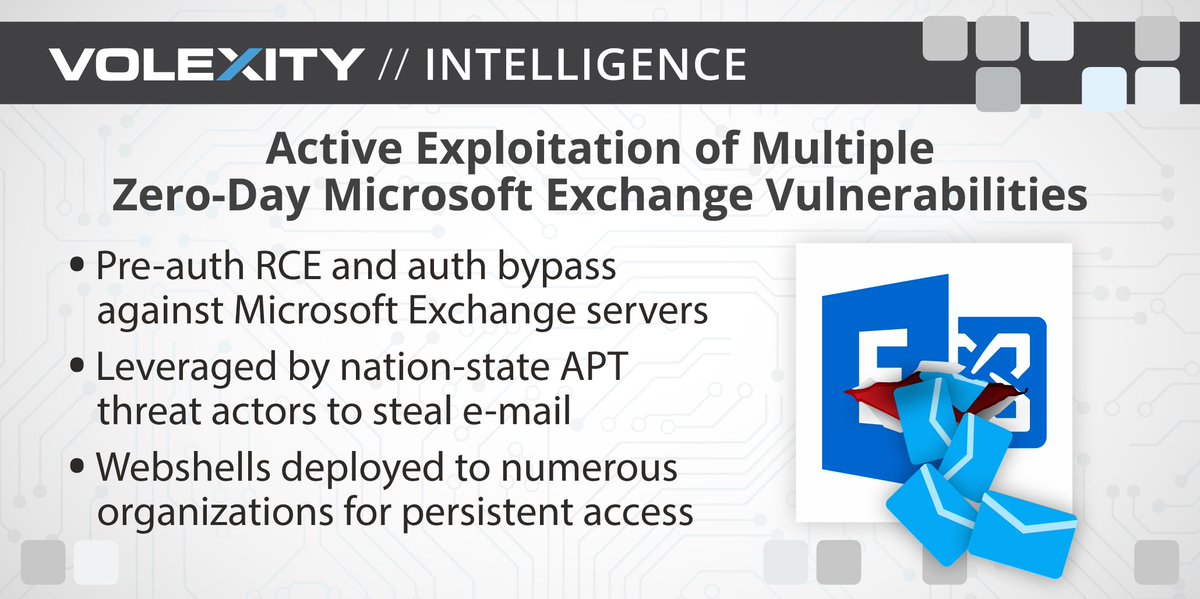 VOLEXITY // INTELLIGENCE
Active Exploitation of Multiple
Zero-Day Microsoft Exchange Vulnerabilities
• Pre-auth RCE and auth bypass
against Microsoft Exchange servers
• Leveraged by nation-state APT
threat actors to steal e-mail
• Webshells deployed to numerous
organizations for persistent access
E